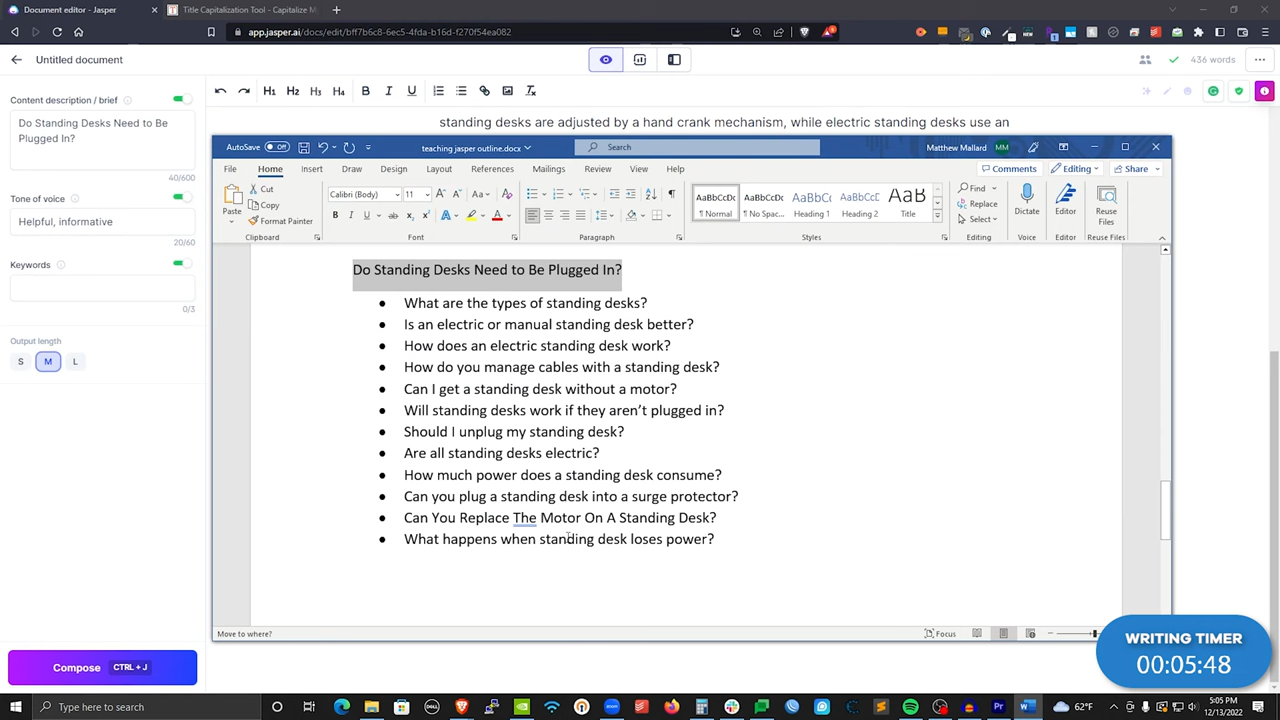 Document editor - Jasper
Title Capitalization Tool - Capitalize M
app.jasper.ai/docs/edit/bff7b6c8-6ec5-4fda-b16d-f270f54ea082
Untitled document
436 words
Content description / brief
Do Standing Desks Need to Be
Plugged In?
40/600
Tone of voice
Helpful, informative
20/60
Keywords
0/3
Output length
S M L
Compose CTRL + J
H1 H2 H3 H4 B I U
standing desks are adjusted by a hand crank mechanism, while electric standing desks use an
AutoSave Off teaching jasper outline.docx Search Matthew Mallard MM
File Home Insert Draw Design Layout References Mailings Review View Help Comments Editing Share
Paste Cut Copy Format Painter
Clipboard
Calibri (Body) 11
Font
Paragraph
AaBbCcDc AaBbCcDc AaBbCc AaBbCc AaB
¶ Normal ¶ No Spac... Heading 1 Heading 2 Title
Styles
Find Replace Select
Editing
Dictate
Voice
Editor
Editor
Reuse Files
Reuse Files
Do Standing Desks Need to Be Plugged In?
• What are the types of standing desks?
• Is an electric or manual standing desk better?
• How does an electric standing desk work?
• How do you manage cables with a standing desk?
• Can I get a standing desk without a motor?
• Will standing desks work if they aren’t plugged in?
• Should I unplug my standing desk?
• Are all standing desks electric?
• How much power does a standing desk consume?
• Can you plug a standing desk into a surge protector?
• Can You Replace The Motor On A Standing Desk?
• What happens when standing desk loses power?
Move to where? Focus
WRITING TIMER
00:05:48
Type here to search
62°F
5:05 PM
12/13/2022